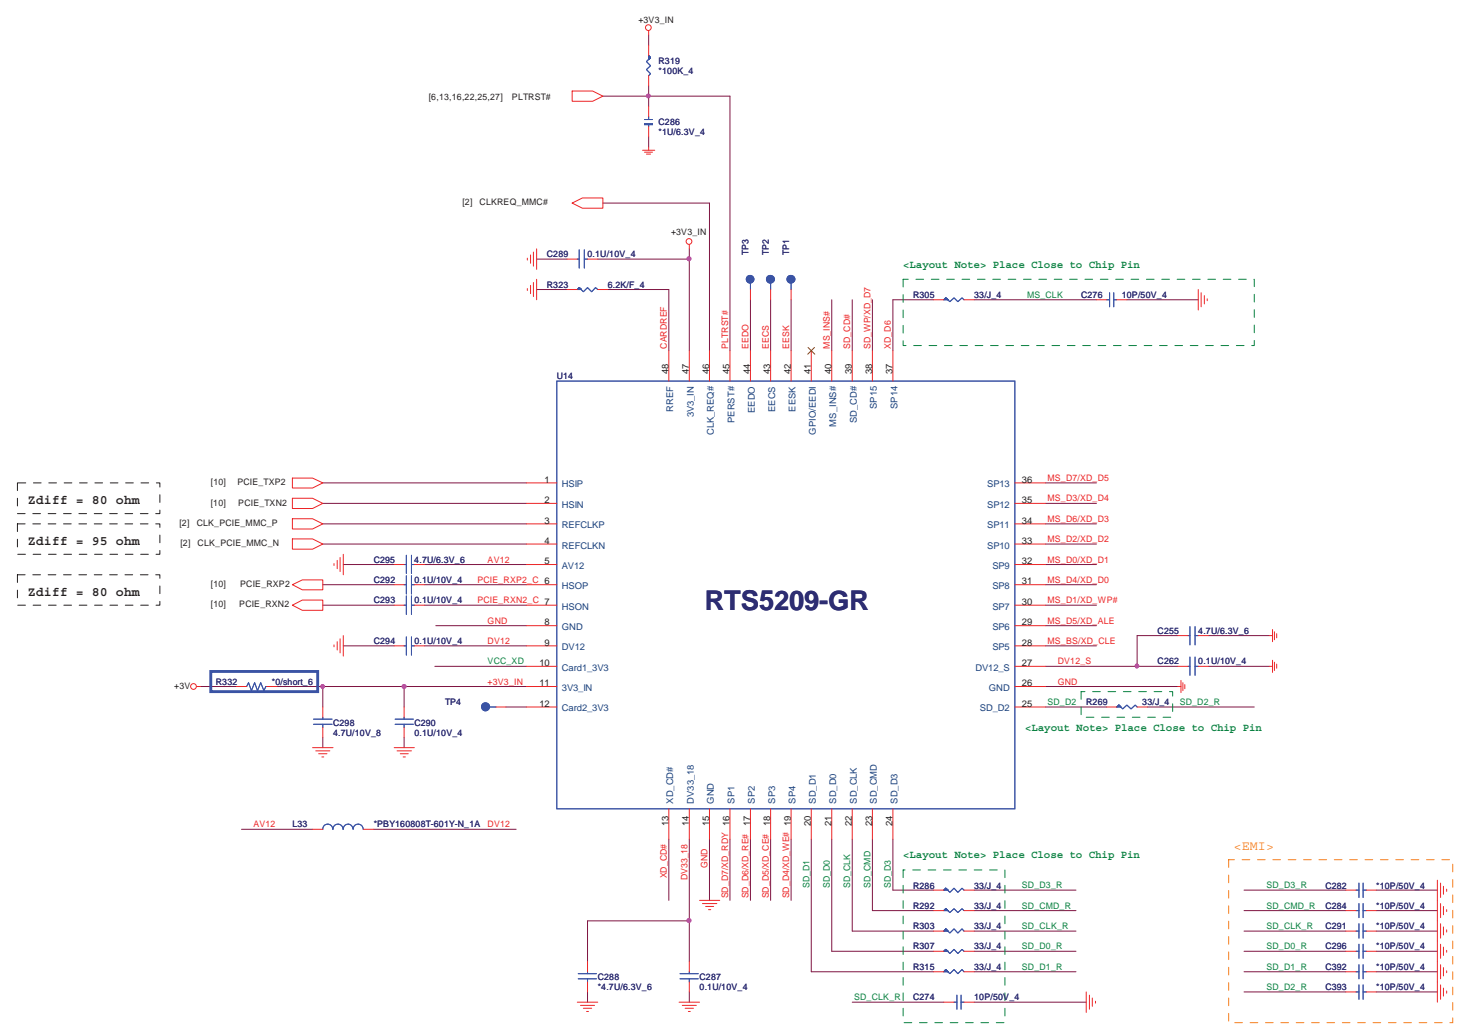 +3V3_IN
R319
*100K_4
[6,13,16,22,25,27] PLTRST#
C286
*1U/6.3V_4
[2] CLKREQ_MMC#
+3V3_IN
C289 0.1U/10V_4
R323 6.2K/F_4
TP3
TP2
TP1
<Layout Note> Place Close to Chip Pin
R305 33/J_4 MS_CLK C276 10P/50V_4
CARDREF
PLTRST#
EEDO
EECS
EESK
MS_INS#
SD_CD#
SD_WP/XD_D7
XD_D6
48 47 46 45 44 43 42 41 40 39 38 37
U14
RREF
3V3_IN
CLK_REQ#
PERST#
EEDO
EECS
EESK
GPIO/EEDI
MS_INS#
SD_CD#
SP15
SP14
Zdiff = 80 ohm
Zdiff = 95 ohm
Zdiff = 80 ohm
[10] PCIE_TXP2 1 HSIP
[10] PCIE_TXN2 2 HSIN
[2] CLK_PCIE_MMC_P 3 REFCLKP
[2] CLK_PCIE_MMC_N 4 REFCLKN
C295 4.7U/6.3V_6 AV12 5 AV12
[10] PCIE_RXP2 C292 0.1U/10V_4 PCIE_RXP2_C 6 HSOP
[10] PCIE_RXN2 C293 0.1U/10V_4 PCIE_RXN2_C 7 HSON
GND 8 GND
C294 0.1U/10V_4 DV12 9 DV12
VCC_XD 10 Card1_3V3
+3V R332 *0/short_6 +3V3_IN 11 3V3_IN
TP4 12 Card2_3V3
C298
4.7U/10V_8
C290
0.1U/10V_4
RTS5209-GR
SP13 36 MS_D7/XD_D5
SP12 35 MS_D3/XD_D4
SP11 34 MS_D6/XD_D3
SP10 33 MS_D2/XD_D2
SP9 32 MS_D0/XD_D1
SP8 31 MS_D4/XD_D0
SP7 30 MS_D1/XD_WP#
SP6 29 MS_D5/XD_ALE
SP5 28 MS_BS/XD_CLE
C255 4.7U/6.3V_6
DV12_S 27 DV12_S C262 0.1U/10V_4
GND 26 GND
SD_D2 25 SD_D2 R269 33/J_4 SD_D2_R
<Layout Note> Place Close to Chip Pin
XD_CD#
DV33_18
GND
SP1
SP2
SP3
SP4
SD_D1
SD_D0
SD_CLK
SD_CMD
SD_D3
13 14 15 16 17 18 19 20 21 22 23 24
XD_CD#
DV33_18
GND
SD_D7/XD_RDY
SD_D6/XD_RE#
SD_D5/XD_CE#
SD_D4/XD_WE#
SD_D1
SD_D0
SD_CLK
SD_CMD
SD_D3
AV12 L33 *PBY160808T-601Y-N_1A DV12
C288
*4.7U/6.3V_6
C287
0.1U/10V_4
<Layout Note> Place Close to Chip Pin
R286 33/J_4 SD_D3_R
R292 33/J_4 SD_CMD_R
R303 33/J_4 SD_CLK_R
R307 33/J_4 SD_D0_R
R315 33/J_4 SD_D1_R
SD_CLK_R C274 10P/50V_4
<EMI>
SD_D3_R C282 *10P/50V_4
SD_CMD_R C284 *10P/50V_4
SD_CLK_R C291 *10P/50V_4
SD_D0_R C296 *10P/50V_4
SD_D1_R C392 *10P/50V_4
SD_D2_R C393 *10P/50V_4